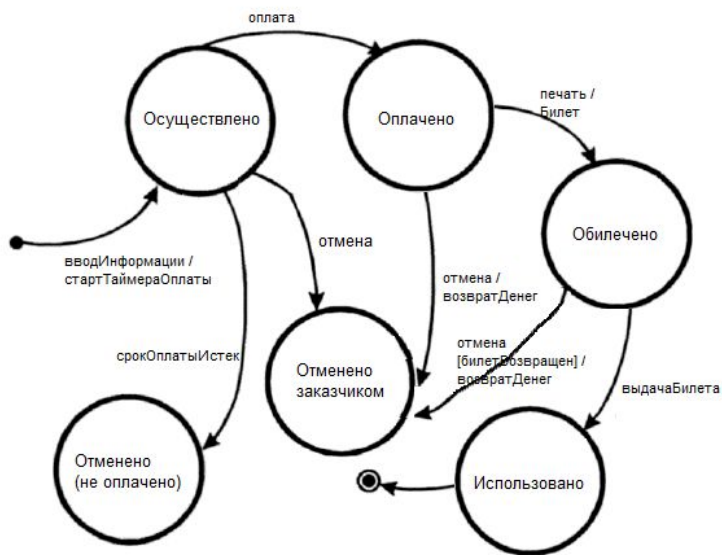 оплата
Осуществлено
Оплачено
печать /
Билет
Обилечено
вводИнформации /
стартТаймераОплаты
отмена
отмена /
возвратДенег
срокОплатыИстек
отмена
[билетВозвращен] /
возвратДенег
Отменено
заказчиком
выдачаБилета
Отменено
(не оплачено)
Использовано